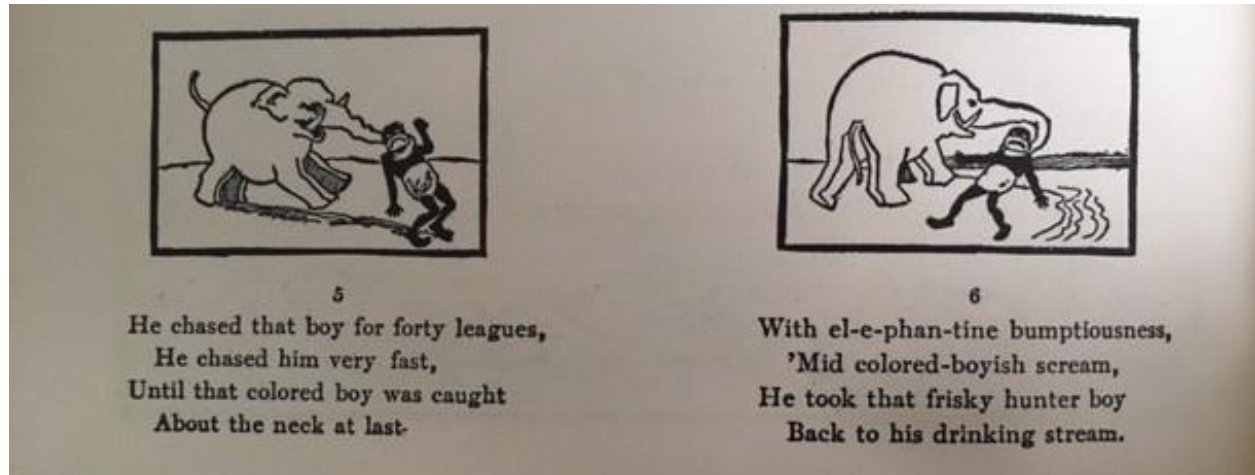 5
He chased that boy for forty leagues,
He chased him very fast,
Until that colored boy was caught
About the neck at last-
6
With el-e-phan-tine bumptiousness,
’Mid colored-boyish scream,
He took that frisky hunter boy
Back to his drinking stream.